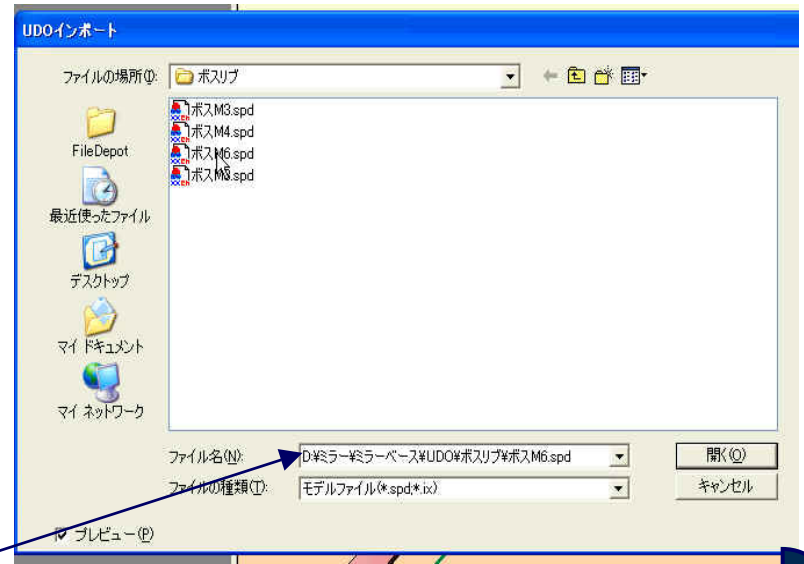 UDOインポート
ファイルの場所(I):
ボスリブ
ボスM3.spd
ボスM4.spd
ボスM6.spd
ボスM8.spd
FileDepot
最近使ったファイル
デスクトップ
マイ ドキュメント
マイ ネットワーク
ファイル名(N):
D:¥ミラー¥ミラーベース¥UDO¥ボスリブ¥ボスM6.spd
開く(O)
ファイルの種類(T):
モデルファイル(*.spd;*.ix)
キャンセル
プレビュー(P)